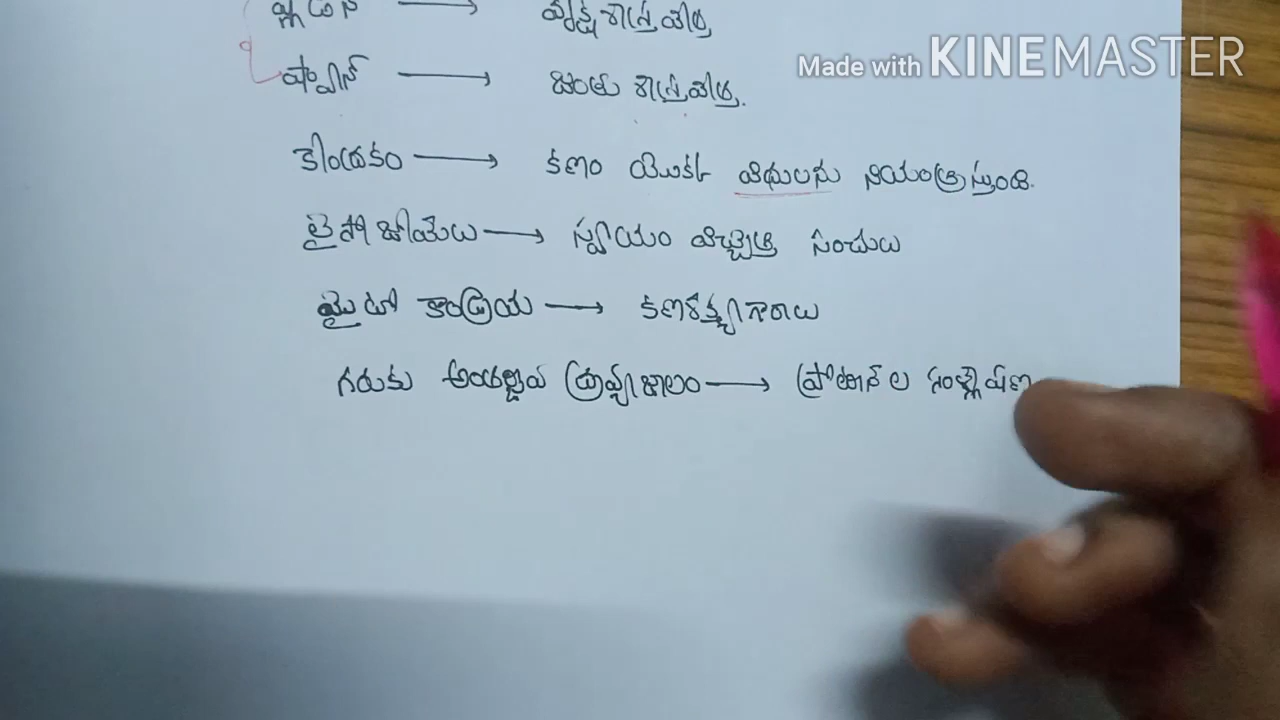 Made with KINEMASTER
వృక్ష శాస్త్రవేత్త
ష్వాన్ → జంతు శాస్త్రవేత్త.
కేంద్రకం → కణం యొక్క విధులను నియంత్రిస్తుంది.
లైసోజోములు → స్వయం విచ్ఛిత్తి సంచులు
మైటోకాండ్రియ → కణశక్త్యాగారాలు
గరుకు అంతర్జీవ ద్రవ్యజాలం → ప్రోటీన్ ల సంశ్లేషణ